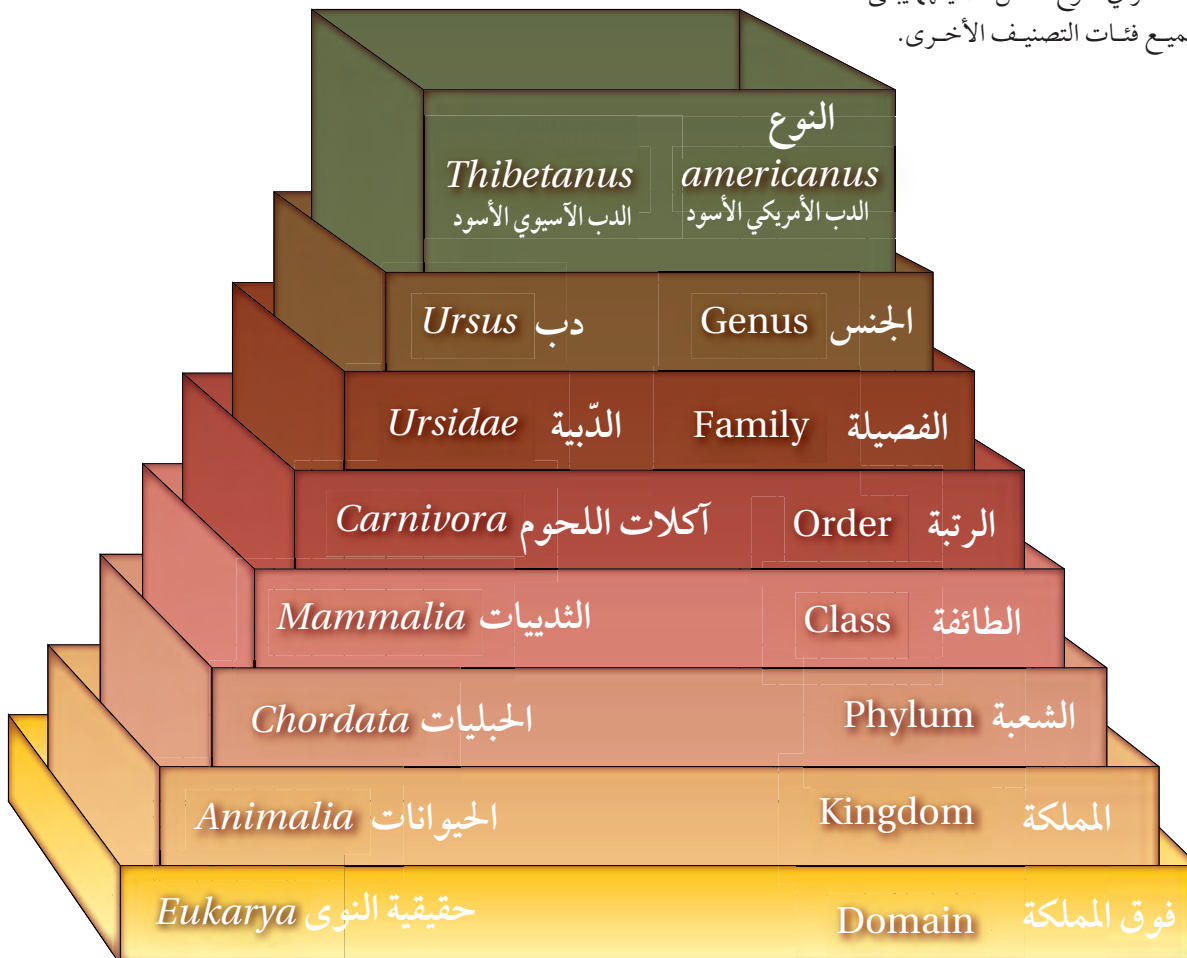 جميع فئات التصنيف الأخرى.
النوع
americanus Thibetanus
الدب الأمريكي الأسود الدب الآسيوي الأسود
الجنس Genus دب Ursus
الفصيلة Family الدّبية Ursidae
الرتبة Order آكلات اللحوم Carnivora
الطائفة Class الثدييات Mammalia
الشعبة Phylum الحبليات Chordata
المملكة Kingdom الحيوانات Animalia
فوق المملكة Domain حقيقية النوى Eukarya